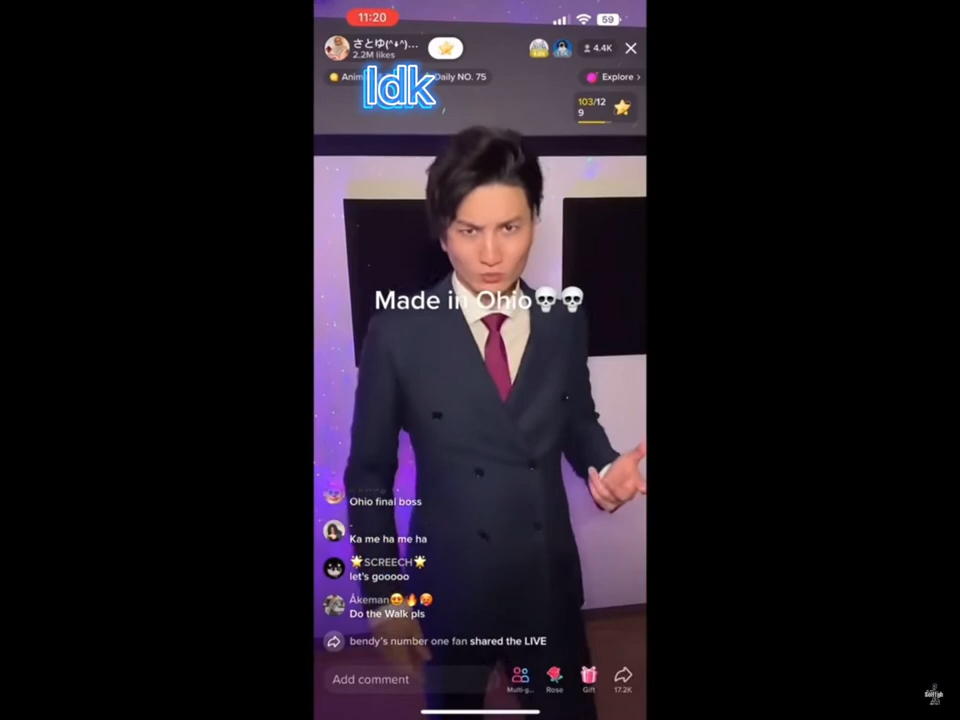 11:20
59
さとゆ(^
2.2M likes
4.4K
Daily NO. 75
Explore >
Idk
103/12
9
Made in Ohio💀💀
Ohio final boss
Ka me ha me ha
🌟SCREECH🌟
let's gooooo
Åkeman😍🔥🥵
Do the Walk pls
bendy's number one fan shared the LIVE
Add comment
Multi-g...
Rose
Gift
17.2K